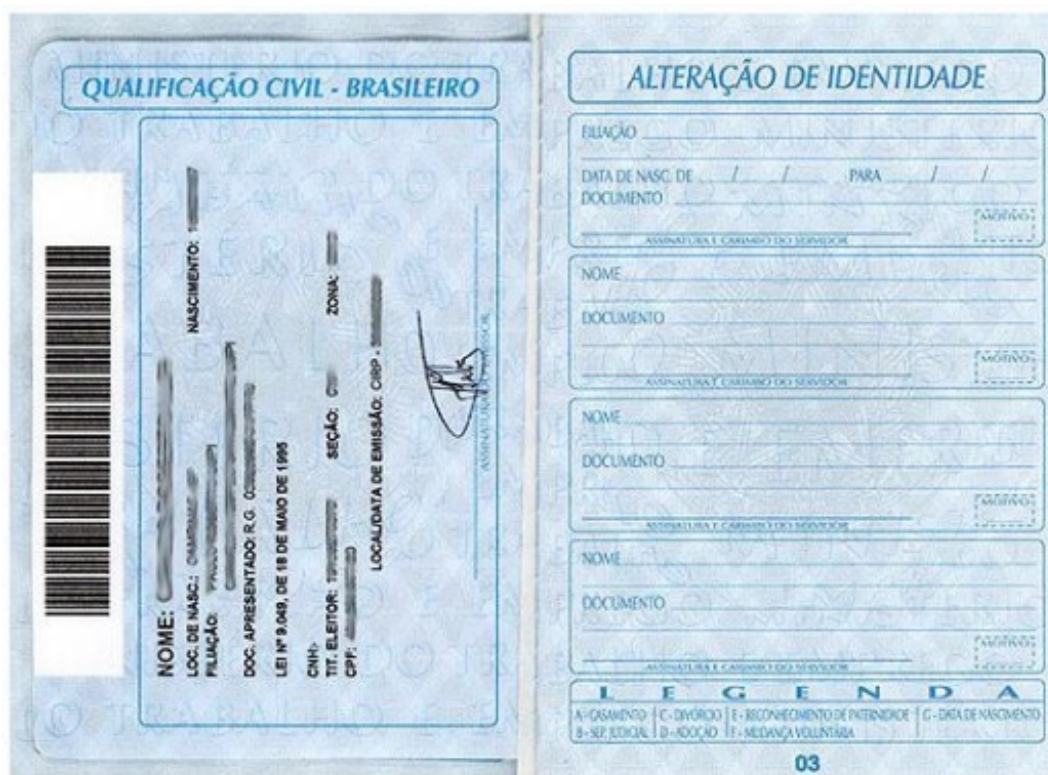 QUALIFICAÇÃO CIVIL - BRASILEIRO
NOME:
LOC. DE NASC.: NASCIMENTO:
FILIAÇÃO:
DOC. APRESENTADO: R.G.
LEI Nº 9.049, DE 18 DE MAIO DE 1995
CNH:
TIT. ELEITOR: SEÇÃO: ZONA:
CPF:
LOCAL/DATA DE EMISSÃO: CIRP -
ASSINATURA DO EMISSOR
ALTERAÇÃO DE IDENTIDADE
FILIAÇÃO
DATA DE NASC. DE / / PARA / /
DOCUMENTO
MOTIVO
ASSINATURA E CARIMBO DO SERVIDOR
NOME
DOCUMENTO
MOTIVO
ASSINATURA E CARIMBO DO SERVIDOR
NOME
DOCUMENTO
MOTIVO
ASSINATURA E CARIMBO DO SERVIDOR
NOME
DOCUMENTO
MOTIVO
ASSINATURA E CARIMBO DO SERVIDOR
LEGENDA
A - CASAMENTO C - DIVÓRCIO E - RECONHECIMENTO DE PATERNIDADE G - DATA DE NASCIMENTO
B - SEP. JUDICIAL D - ADOÇÃO F - MUDANÇA VOLUNTÁRIA
03